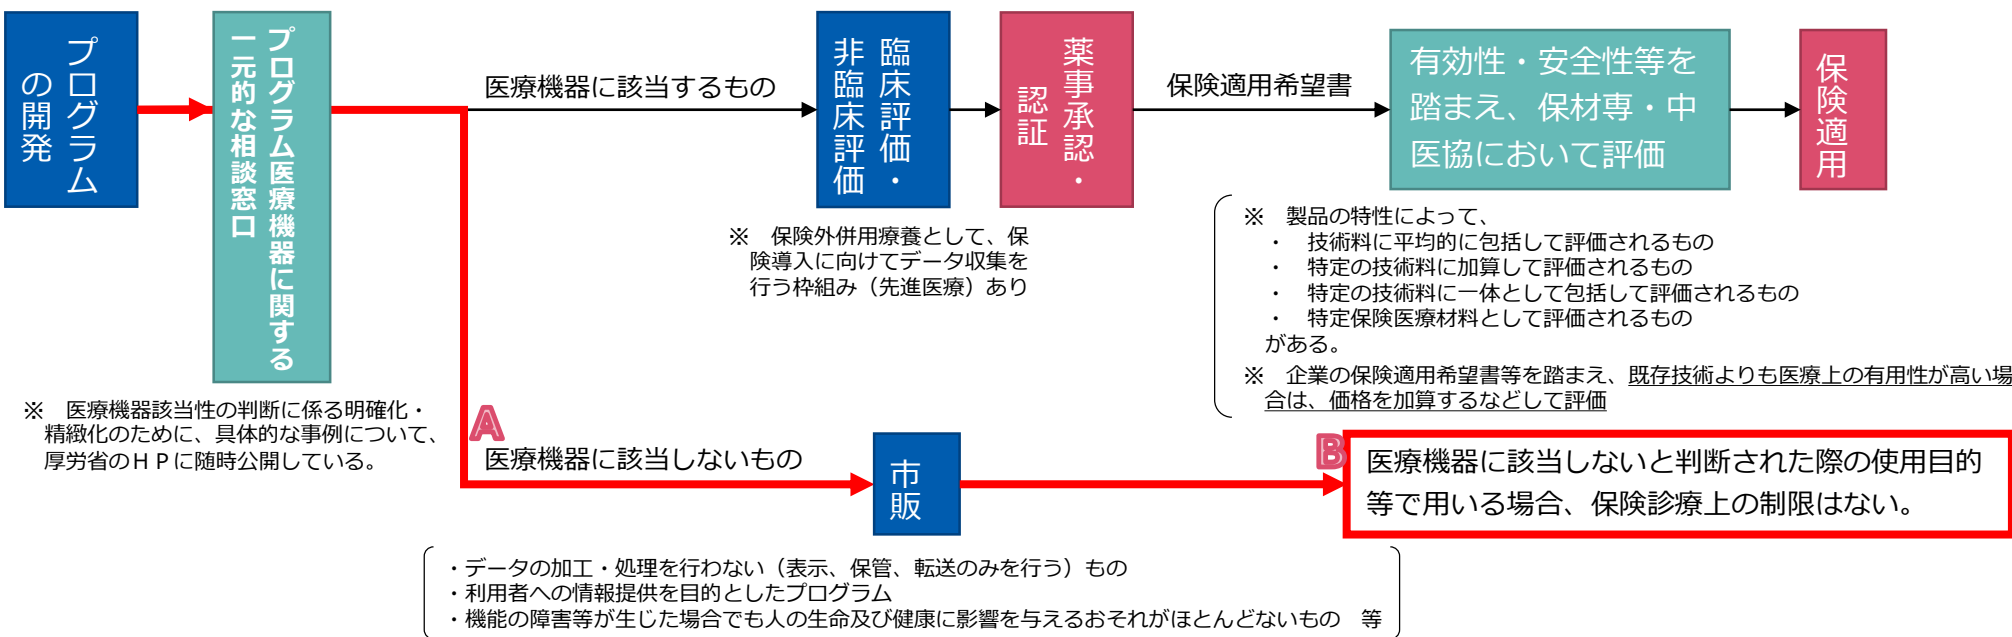 プログラム
の開発
プログラム医療機器に関する
一元的な相談窓口
医療機器に該当するもの
臨床評価・
非臨床評価
薬事承認・
認証
保険適用希望書
有効性・安全性等を
踏まえ、保材専・中
医協において評価
保険適用
※　保険外併用療養として、保
険導入に向けてデータ収集を
行う枠組み（先進医療）あり
※　製品の特性によって、
・　技術料に平均的に包括して評価されるもの
・　特定の技術料に加算して評価されるもの
・　特定の技術料に一体として包括して評価されるもの
・　特定保険医療材料として評価されるもの
がある。
※　企業の保険適用希望書等を踏まえ、既存技術よりも医療上の有用性が高い場
合は、価格を加算するなどして評価
※　医療機器該当性の判断に係る明確化・
精緻化のために、具体的な事例について、
厚労省のＨＰに随時公開している。
A
医療機器に該当しないもの
市販
B
医療機器に該当しないと判断された際の使用目的
等で用いる場合、保険診療上の制限はない。
・データの加工・処理を行わない（表示、保管、転送のみを行う）もの
・利用者への情報提供を目的としたプログラム
・機能の障害等が生じた場合でも人の生命及び健康に影響を与えるおそれがほとんどないもの　等